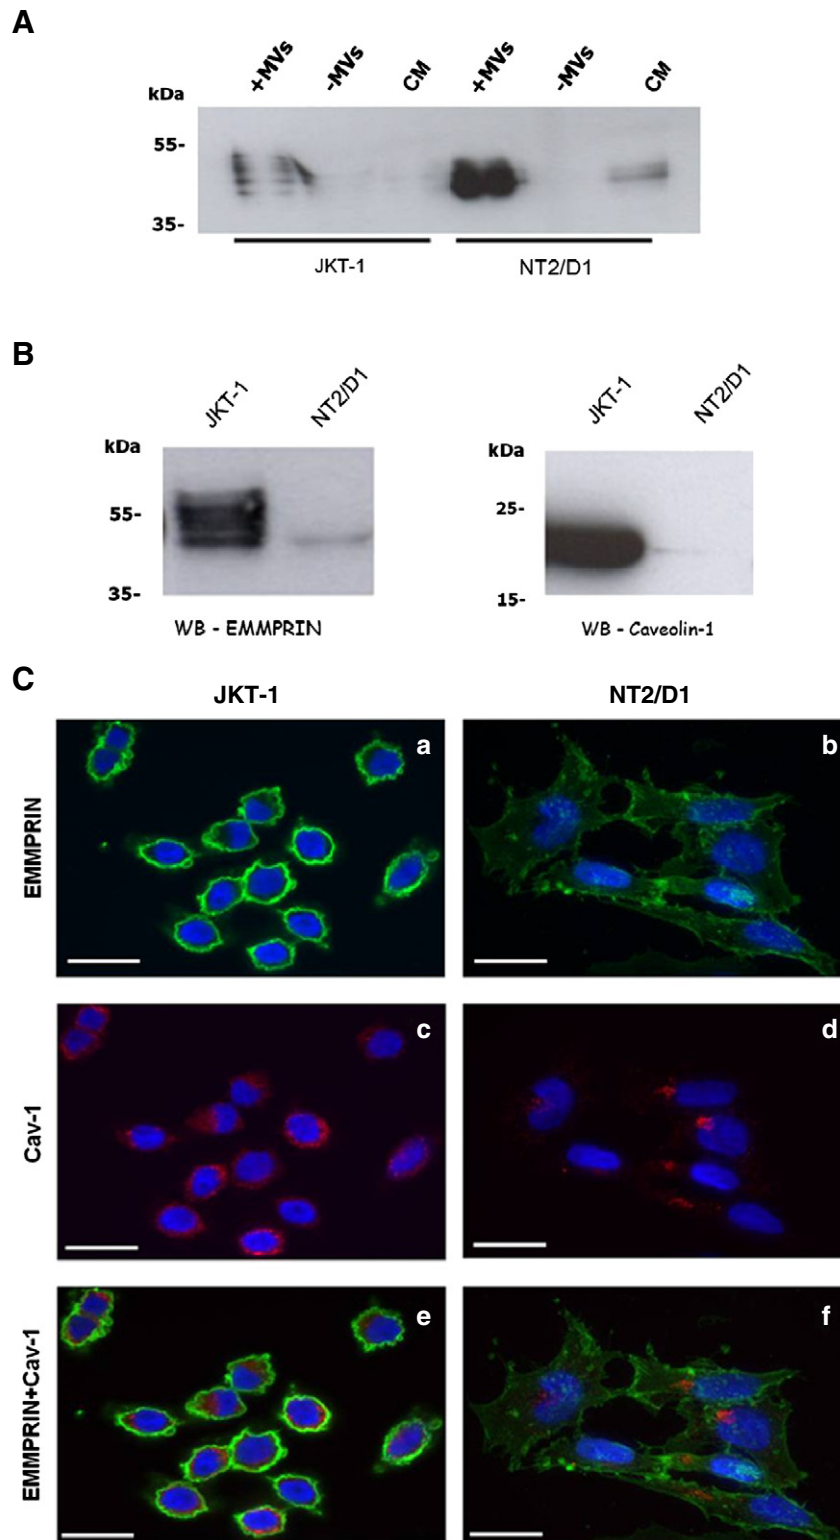 A
+MVs -MVs CM +MVs -MVs CM
kDa
55-
35-
JKT-1 NT2/D1
B
JKT-1 NT2/D1
kDa
55-
35-
WB - EMMPRIN
JKT-1 NT2/D1
kDa
25-
15-
WB - Caveolin-1
C
JKT-1 NT2/D1
EMMPRIN
a b
Cav-1
c d
EMMPRIN+Cav-1
e f